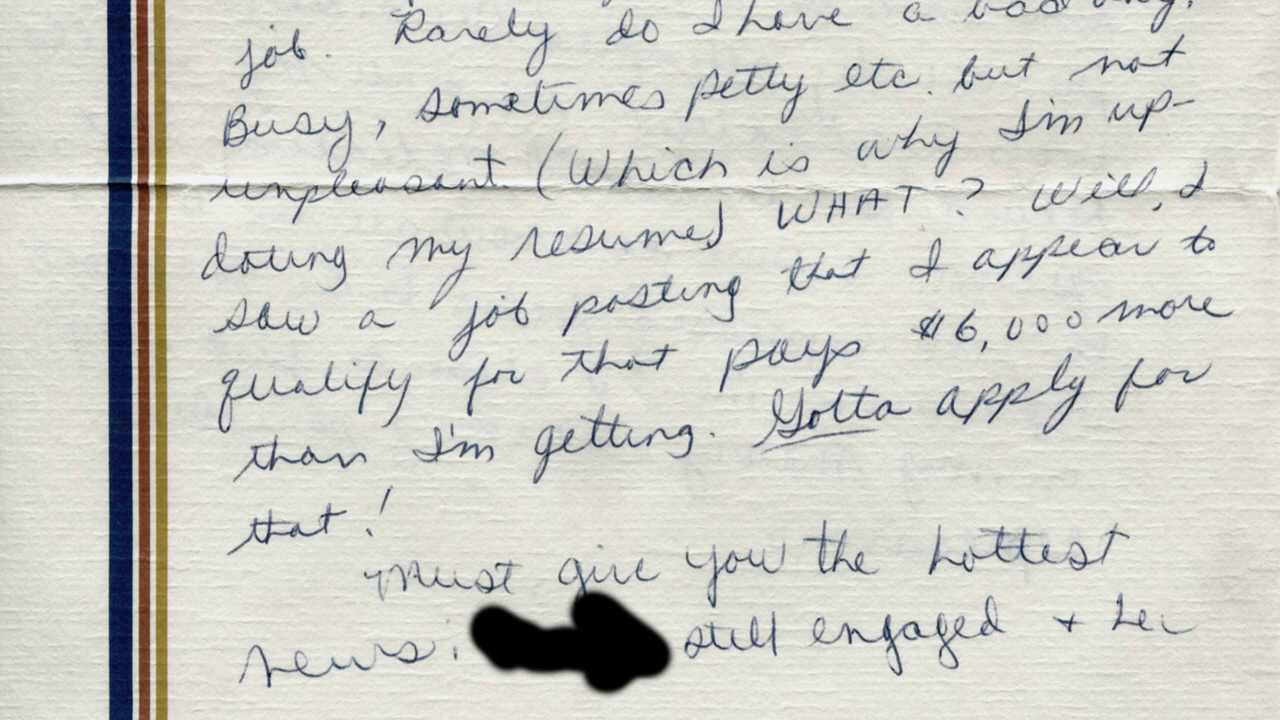 job. Rarely do I have a bad day.
Busy, sometimes petty etc. but not
unpleasant. (Which is why I'm up-
dating my resume) WHAT? Well, I
saw a job posting that I appear to
qualify for that pays $6,000 more
than I'm getting. Gotta apply for
that!
Must give you the hottest
news: still engaged + her